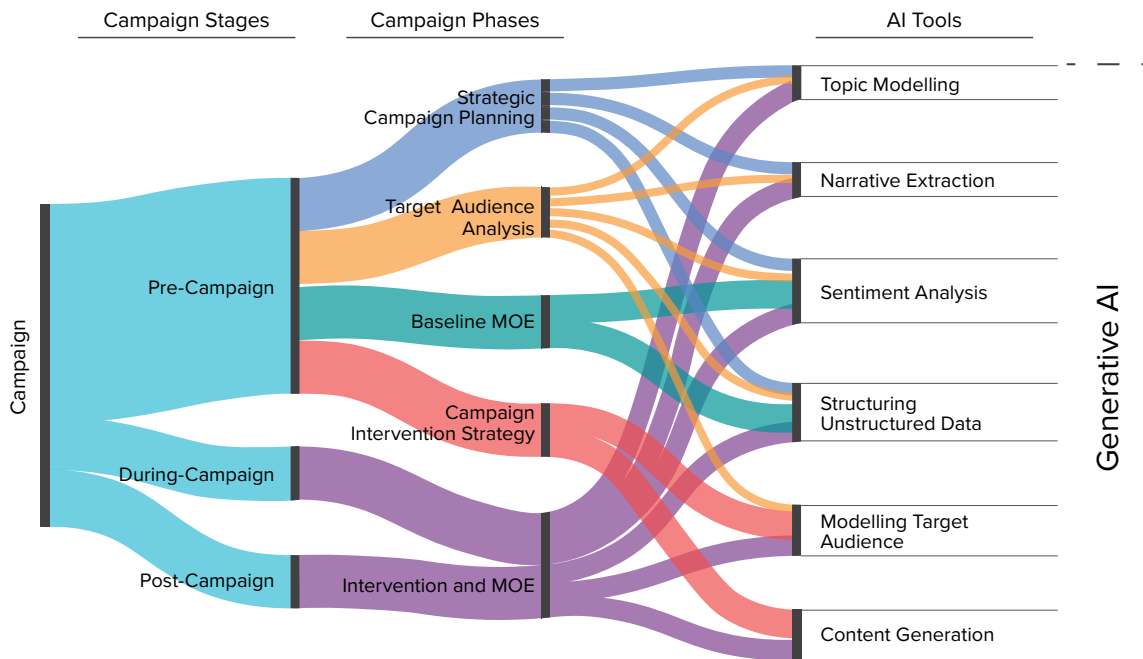 Campaign Stages
Campaign Phases
AI Tools
Campaign
Pre-Campaign
During-Campaign
Post-Campaign
Strategic
Campaign Planning
Target Audience
Analysis
Baseline MOE
Campaign
Intervention Strategy
Intervention and MOE
Topic Modelling
Narrative Extraction
Sentiment Analysis
Structuring
Unstructured Data
Modelling Target
Audience
Content Generation
Generative AI